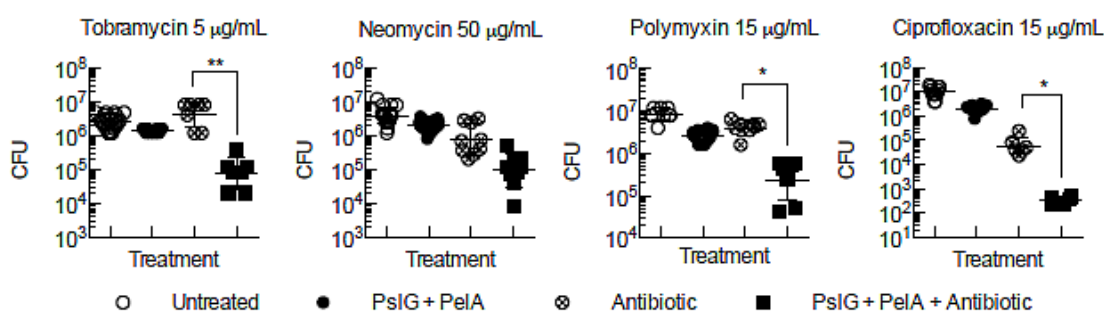 Tobramycin 5 µg/mL
Neomycin 50 µg/mL
Polymyxin 15 µg/mL
Ciprofloxacin 15 µg/mL
CFU
10⁸
10⁷
10⁶
10⁵
10⁴
10³
**
Treatment
CFU
10⁸
10⁷
10⁶
10⁵
10⁴
10³
Treatment
CFU
10⁸
10⁷
10⁶
10⁵
10⁴
*
Treatment
CFU
10⁸
10⁷
10⁶
10⁵
10⁴
10³
10²
10¹
*
Treatment
Untreated
PslG + PelA
Antibiotic
PslG + PelA + Antibiotic